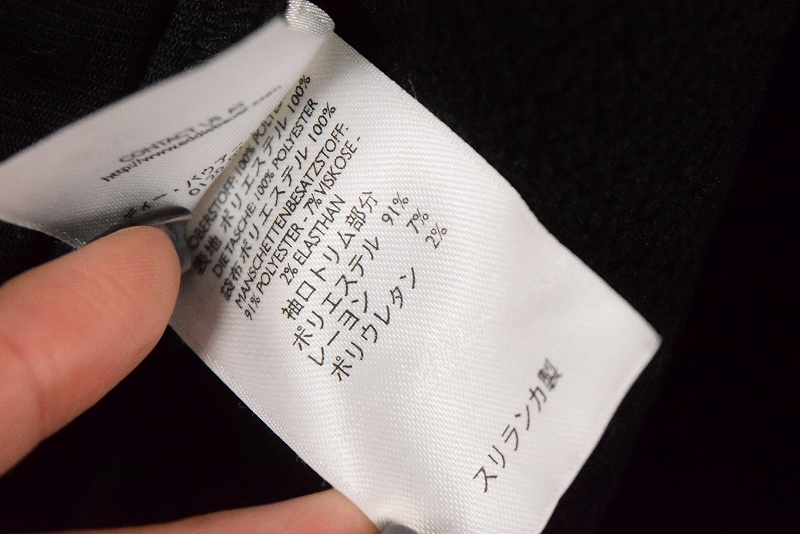 CONTACT US AT
OBERSTOFF 100%
表地 ポリエステル 100%
DIE TASCHE 100% POLYESTER
袋布 ポリエステル 100%
MANSCHETTENBESATZSTOFF:
91% POLYESTER - 7% VISKOSE -
2% ELASTHAN
袖口トリム部分
ポリエステル 91%
レーヨン 7%
ポリウレタン 2%
スリランカ製